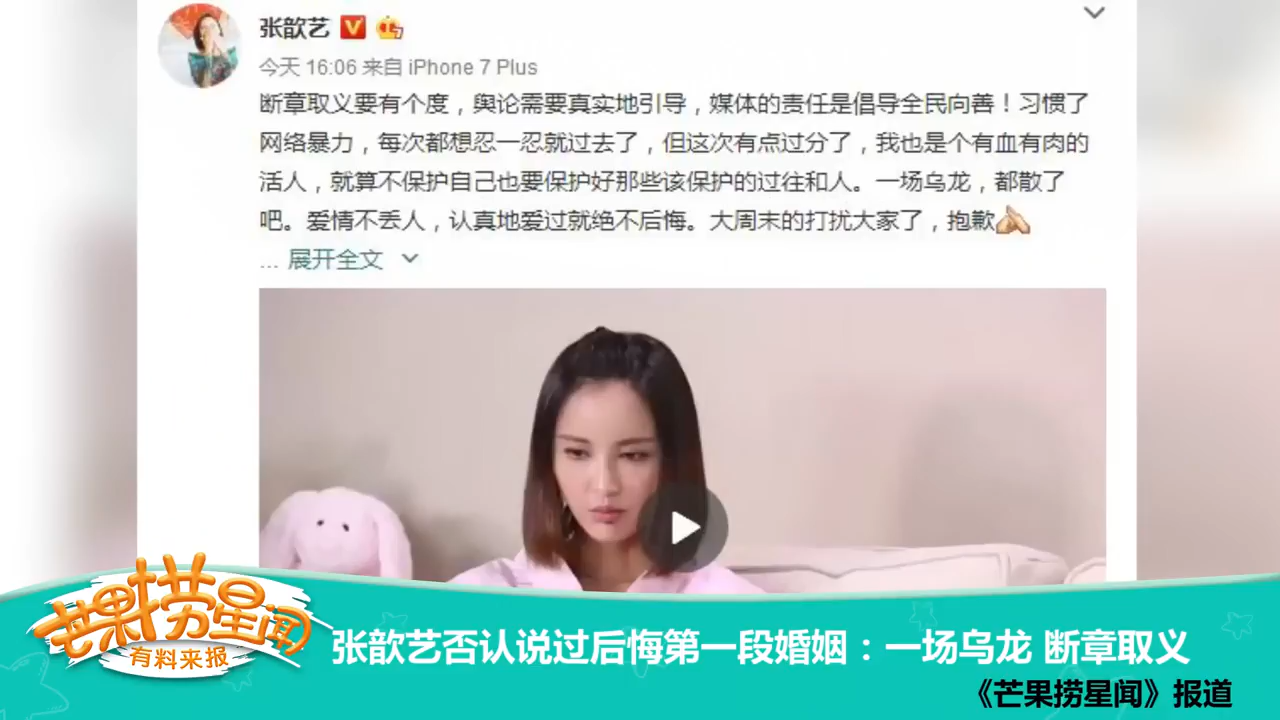 张歆艺
今天 16:06 来自 iPhone 7 Plus
断章取义要有个度，舆论需要真实地引导，媒体的责任是倡导全民向善！习惯了
网络暴力，每次都想忍一忍就过去了，但这次有点过分了，我也是个有血有肉的
活人，就算不保护自己也要保护好那些该保护的过往和人。一场乌龙，都散了
吧。爱情不丢人，认真地爱过就绝不后悔。大周末的打扰大家了，抱歉
... 展开全文
芒果捞星闻
有料来报
张歆艺否认说过后悔第一段婚姻：一场乌龙 断章取义
《芒果捞星闻》报道